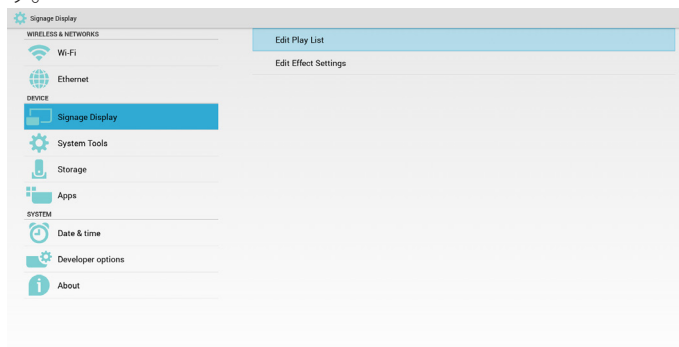 Signage Display
WIRELESS & NETWORKS
Wi-Fi
Ethernet
DEVICE
Signage Display
System Tools
Storage
Apps
SYSTEM
Date & time
Developer options
About
Edit Play List
Edit Effect Settings